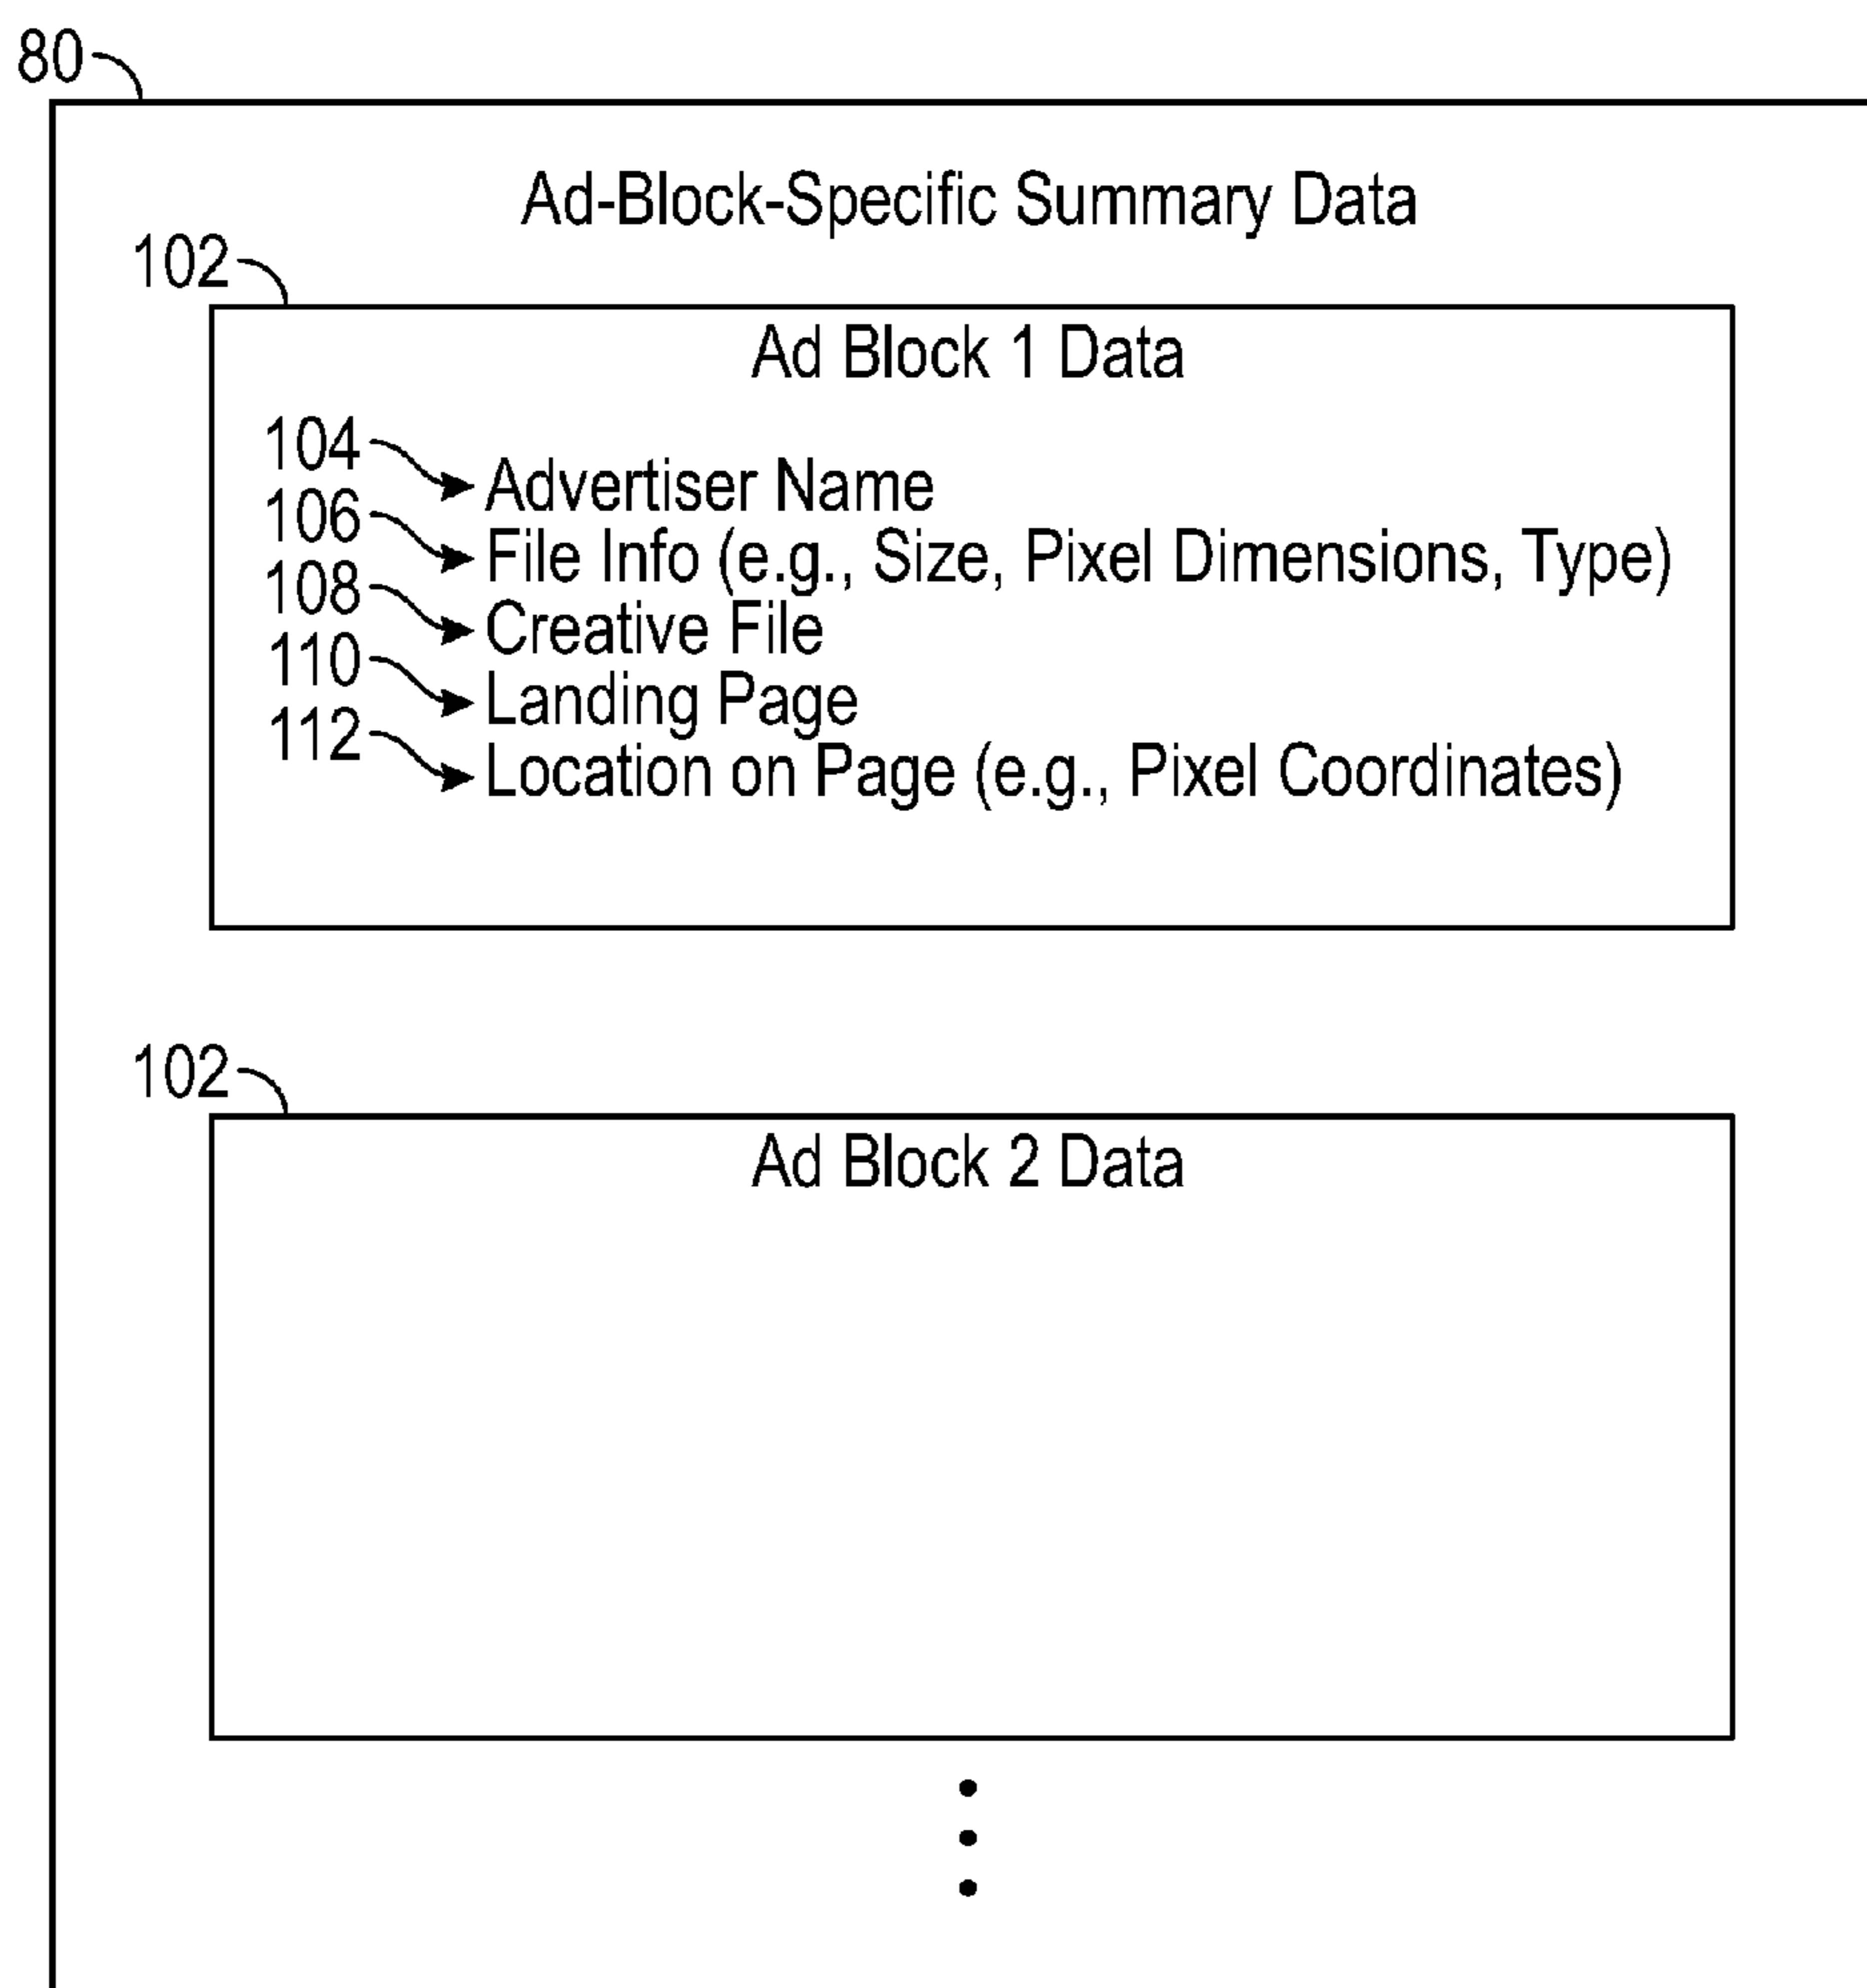 80
Ad-Block-Specific Summary Data
102
Ad Block 1 Data
104
Advertiser Name
106
File Info (e.g., Size, Pixel Dimensions, Type)
108
Creative File
110
Landing Page
112
Location on Page (e.g., Pixel Coordinates)
102
Ad Block 2 Data